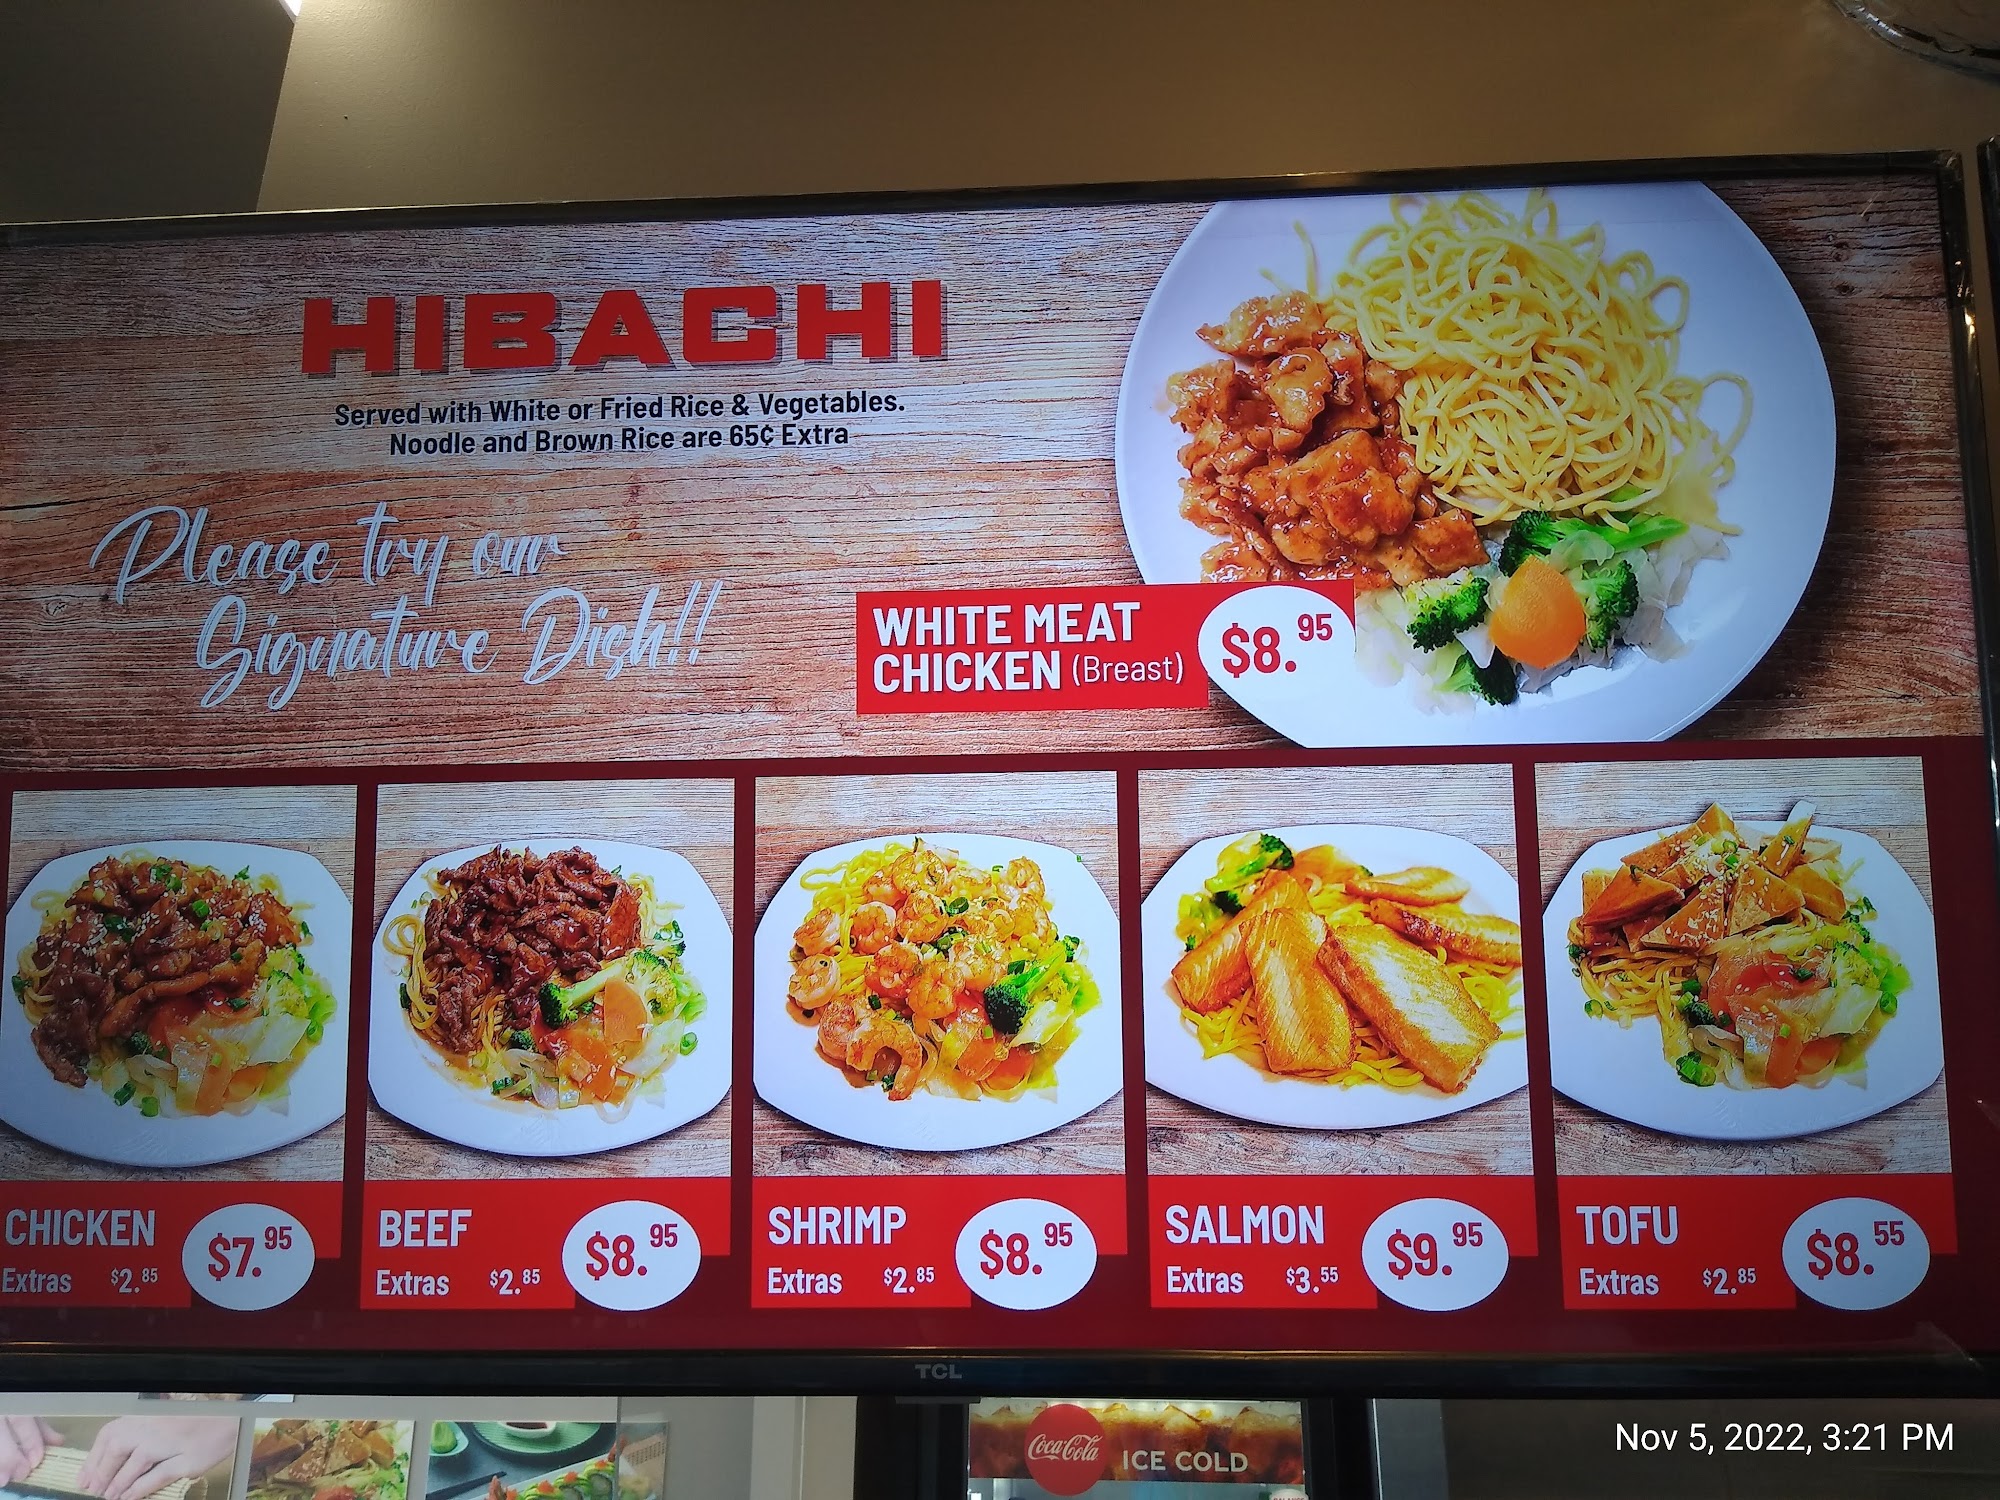 HIBACHI
Served with White or Fried Rice & Vegetables.
Noodle and Brown Rice are 65¢ Extra
Please try our
Signature Dish!!
WHITE MEAT
CHICKEN (Breast)
$8.95
CHICKEN
Extras $2.85
$7.95
BEEF
Extras $2.85
$8.95
SHRIMP
Extras $2.85
$8.95
SALMON
Extras $3.55
$9.95
TOFU
Extras $2.85
$8.55
TCL
Coca-Cola
ICE COLD
Nov 5, 2022, 3:21 PM